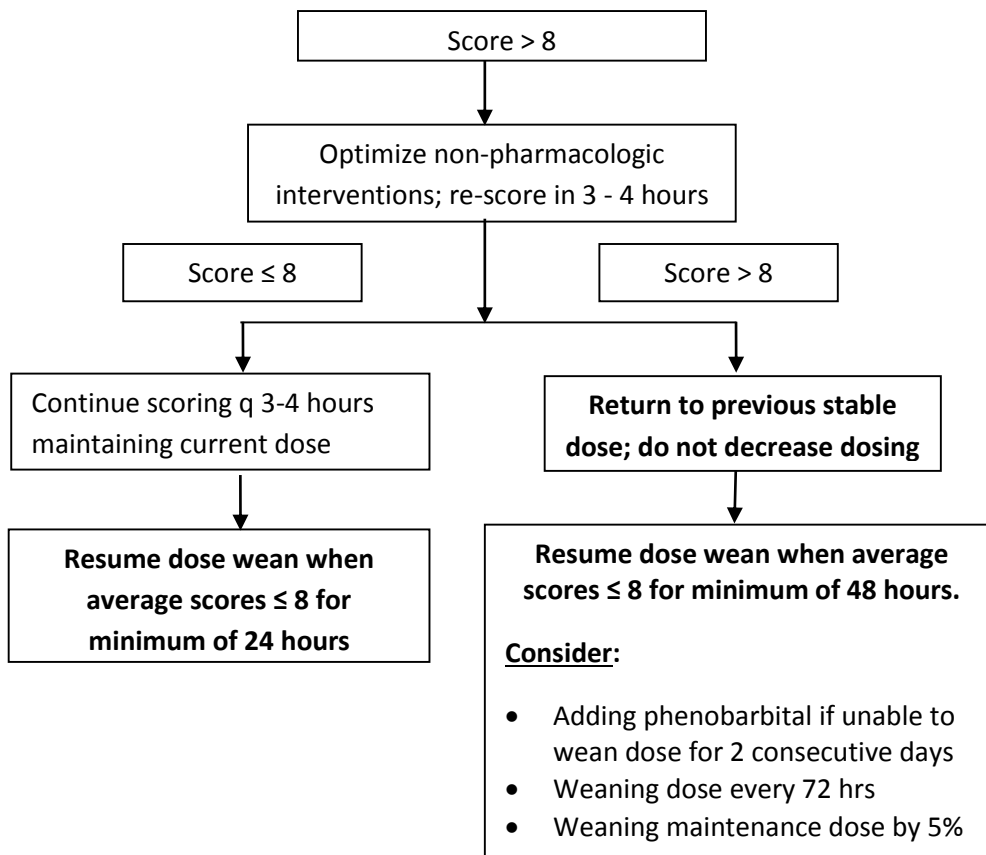 Score > 8
Optimize non-pharmacologic
interventions; re-score in 3 - 4 hours
Score ≤ 8
Score > 8
Continue scoring q 3-4 hours
maintaining current dose
Return to previous stable
dose; do not decrease dosing
Resume dose wean when
average scores ≤ 8 for
minimum of 24 hours
Resume dose wean when average
scores ≤ 8 for minimum of 48 hours.
Consider:
• Adding phenobarbital if unable to
wean dose for 2 consecutive days
• Weaning dose every 72 hrs
• Weaning maintenance dose by 5%